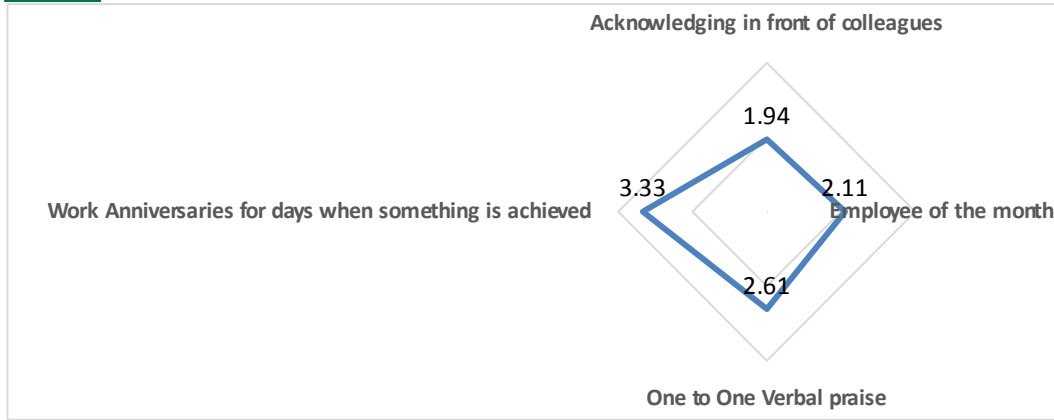 Acknowledging in front of colleagues
1.94
3.33
2.11
Work Anniversaries for days when something is achieved
Employee of the month
2.61
One to One Verbal praise